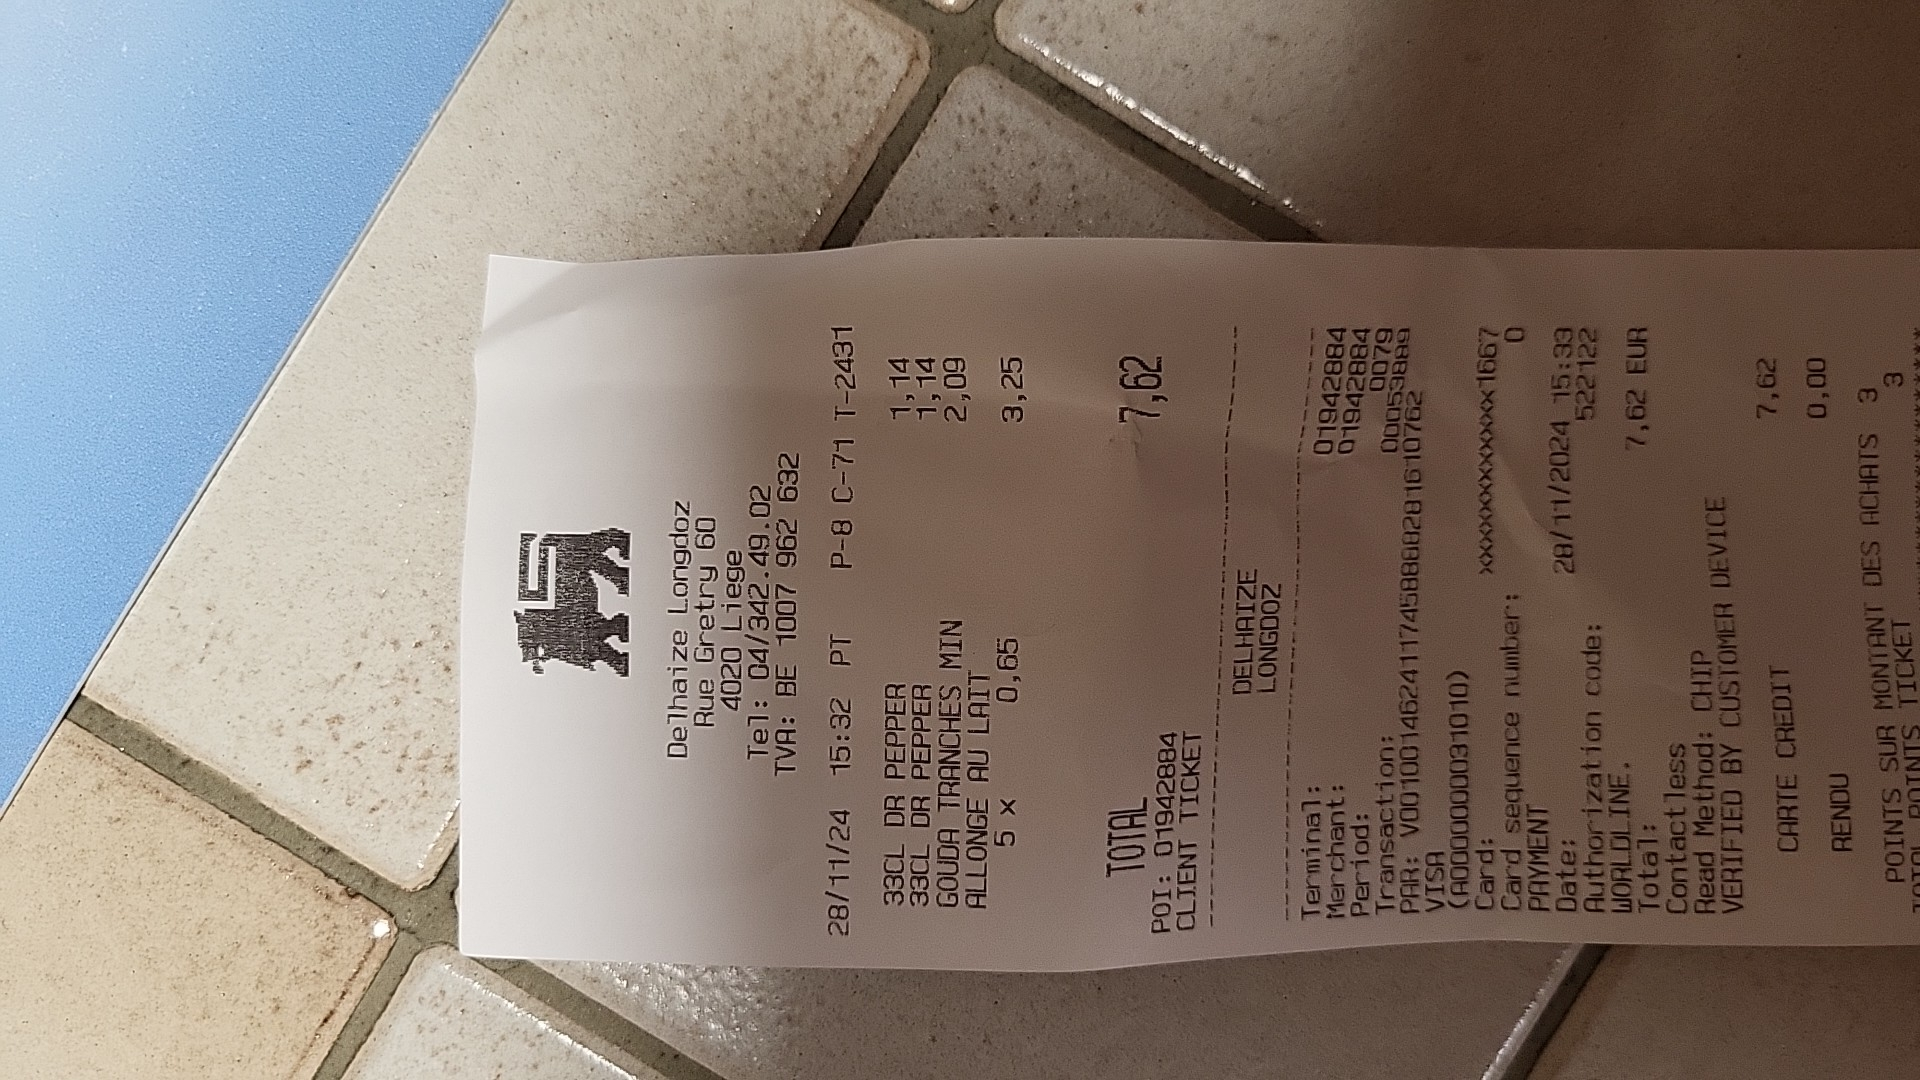 Delhaize Longdoz
Rue Gretry 60
4020 Liege
Tel: 04/342.49.02
TVA: BE 1007 962 632
28/11/24 15:32 PT P-8 C-71 T-2431
33CL DR PEPPER 1,14
33CL DR PEPPER 1,14
GOUDA TRANCHES MIN 2,09
ALLONGE AU LAIT
5 x 0,65 3,25
TOTAL 7,62
POI: 01942884
CLIENT TICKET
DELHAIZE
LONGDOZ
Terminal: 01942884
Merchant: 01942884
Period: 0079
Transaction: 00053889
PAR:
VISA
(A0000000031010)
Card: xxxxxxxxxxxxxxx1667
Card sequence number: 0
PAYMENT
Date: 28/11/2024 15:33
Authorization code: 522122
WORLDLINE.
Total: 7,62 EUR
Contactless
Read Method: CHIP
VERIFIED BY CUSTOMER DEVICE
CARTE CREDIT 7,62
RENDU 0,00
POINTS SUR MONTANT DES ACHATS 3
TOTAL POINTS TICKET 3